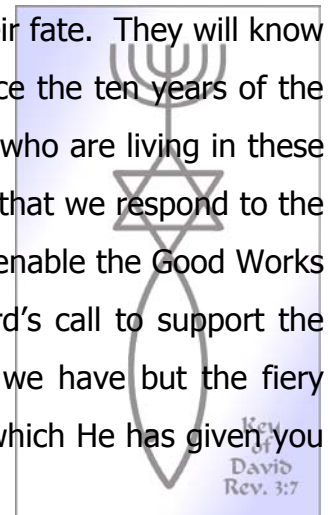 ir fate. They will know
ce the ten years of the
who are living in these
that we respond to the
enable the Good Works
rd’s call to support the
we have but the fiery
which He has given you
Key
of
David
Rev. 3:7